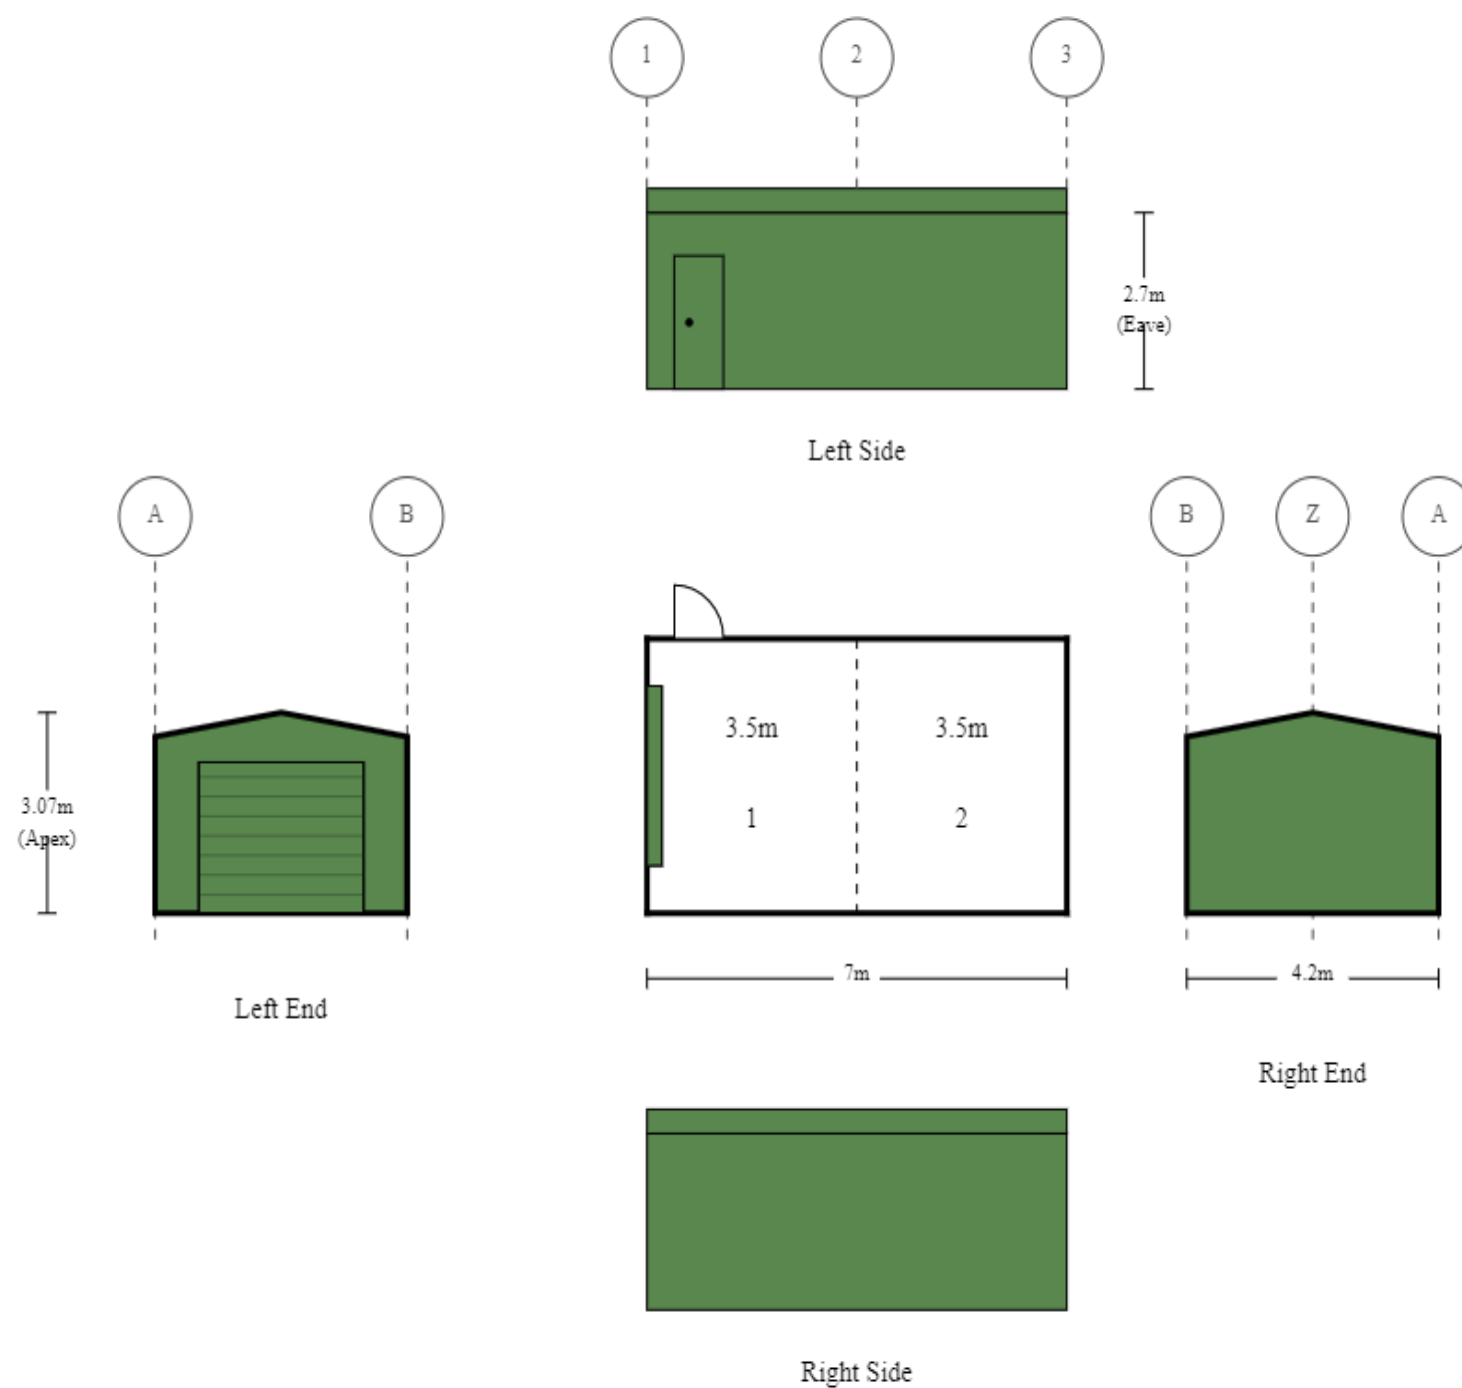 1
2
3
2.7m
(Eave)
Left Side
A
B
B
Z
A
3.5m
3.5m
3.07m
(Apex)
1
2
7m
4.2m
Left End
Right End
Right Side